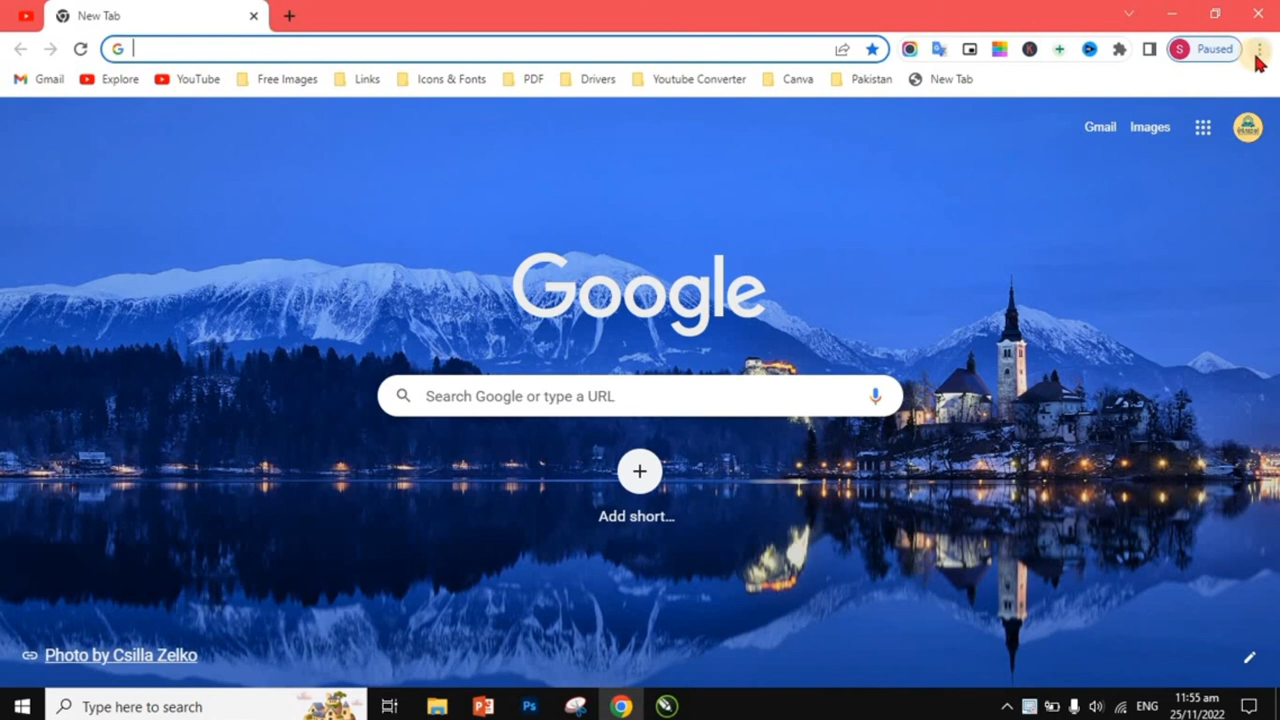 New Tab
S Paused
Gmail Explore YouTube Free Images Links Icons & Fonts PDF Drivers Youtube Converter Canva Pakistan New Tab
Gmail Images
Google
Search Google or type a URL
Add short...
Photo by Csilla Zelko
Type here to search
Ps
ENG
11:55 am
25/11/2022